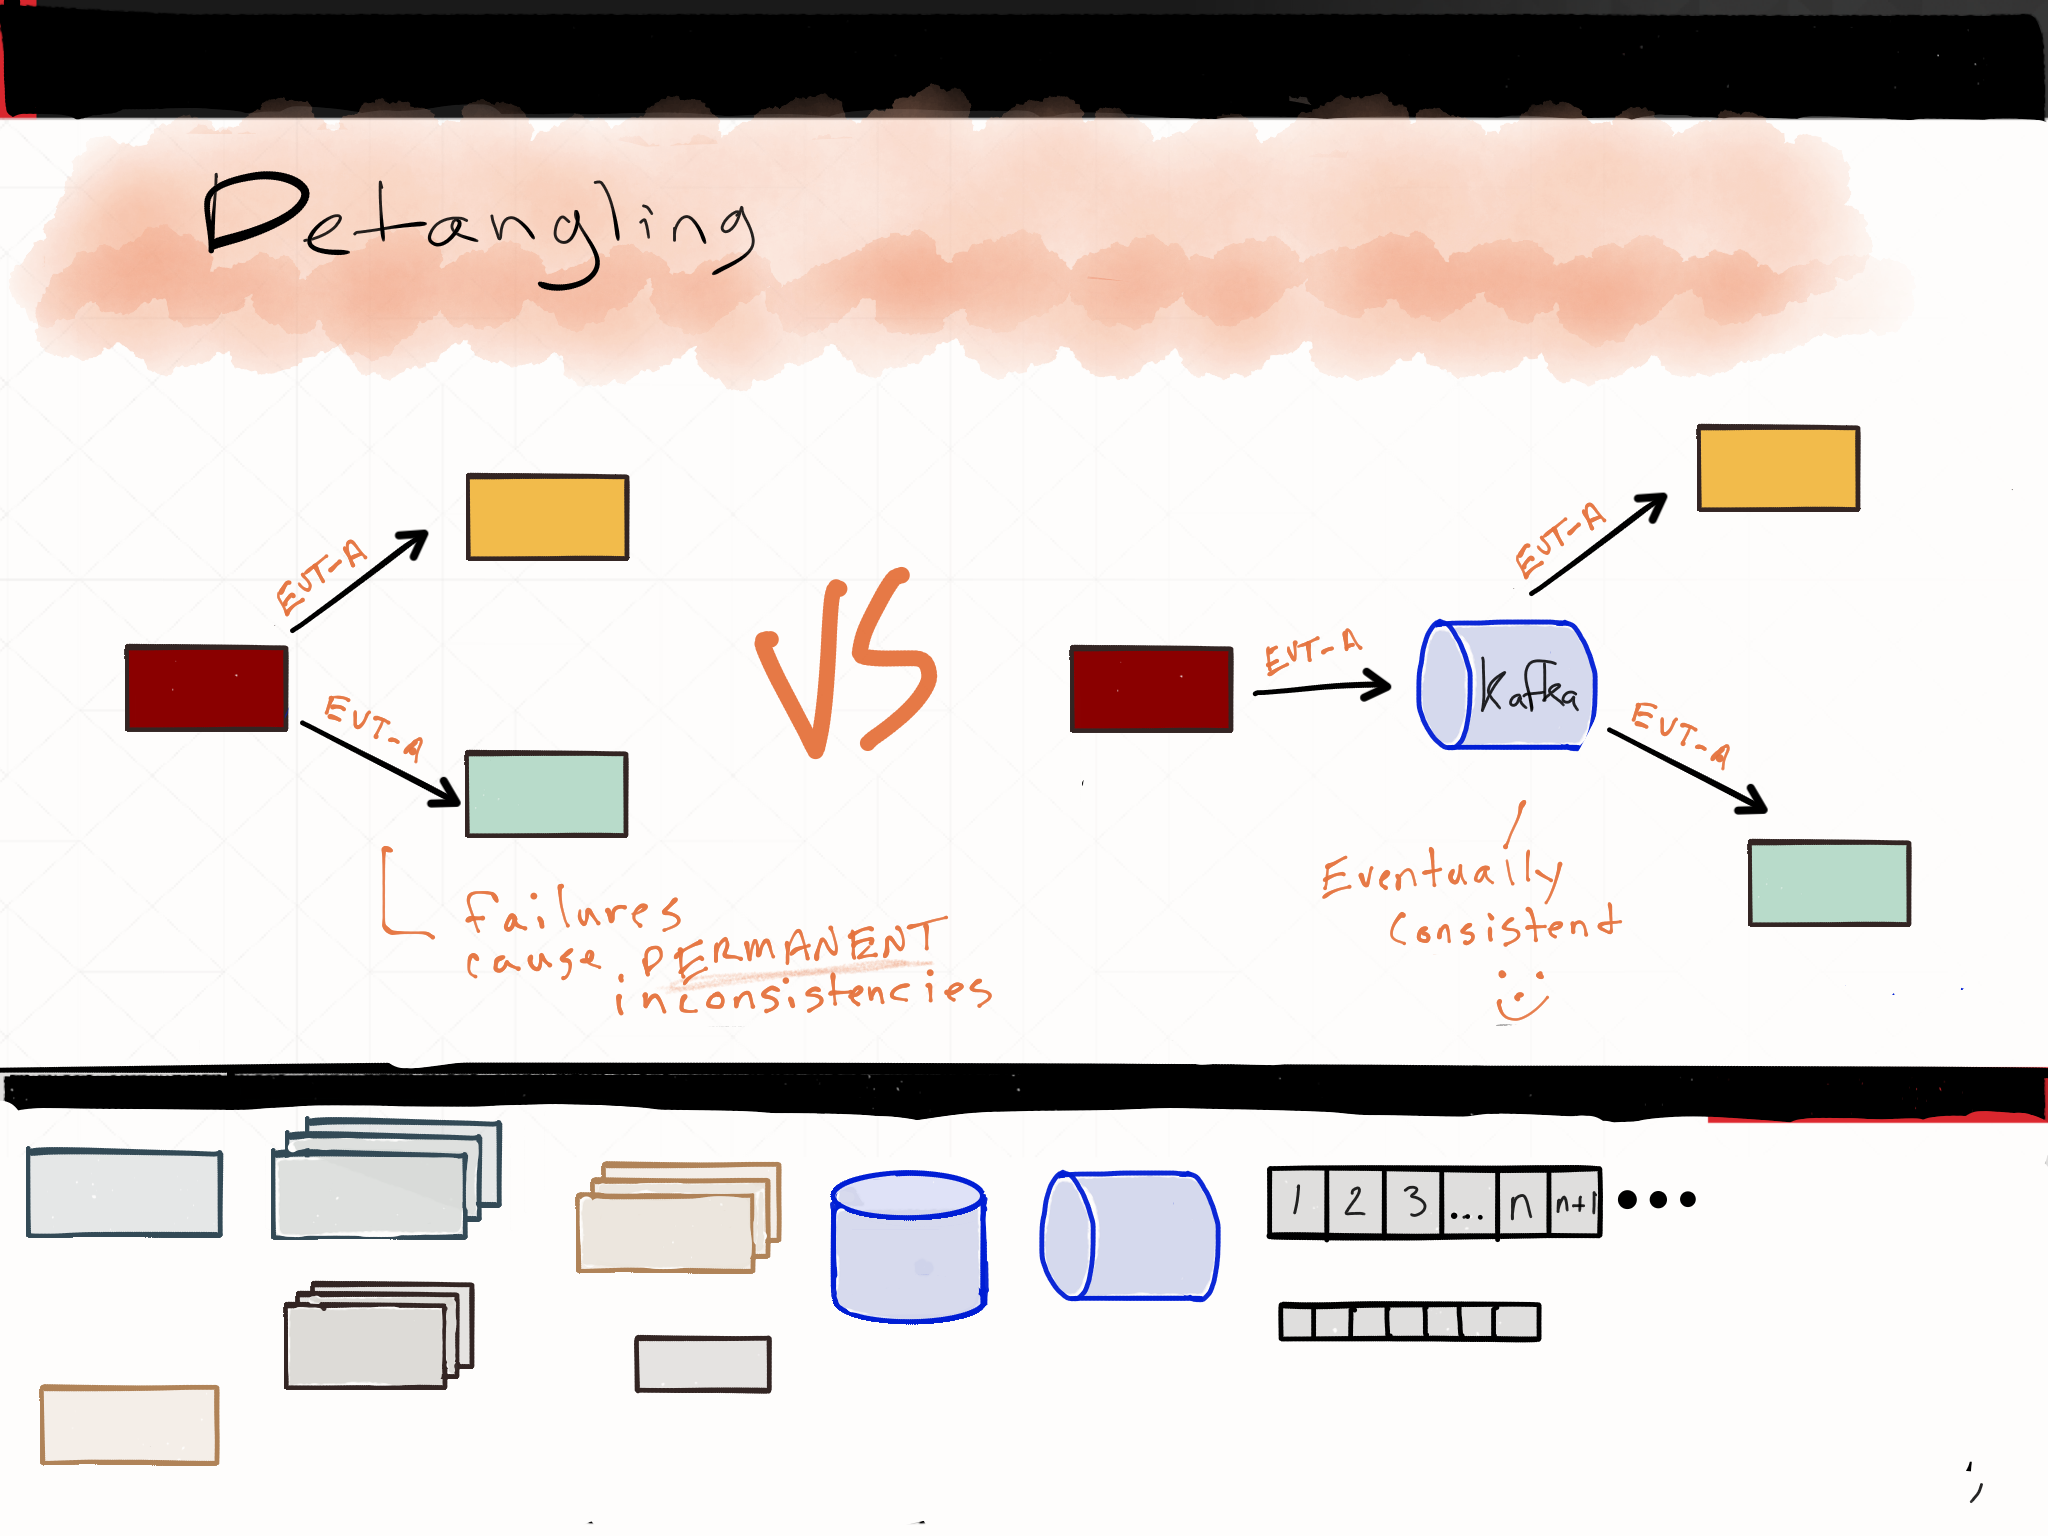 Detangling
EVT-A
EVT-A
VS
EVT-A
Kafka
EVT-A
EVT-A
failures
cause PERMANENT
inconsistencies
Eventually
Consistent
1 2 3 ... n n+1